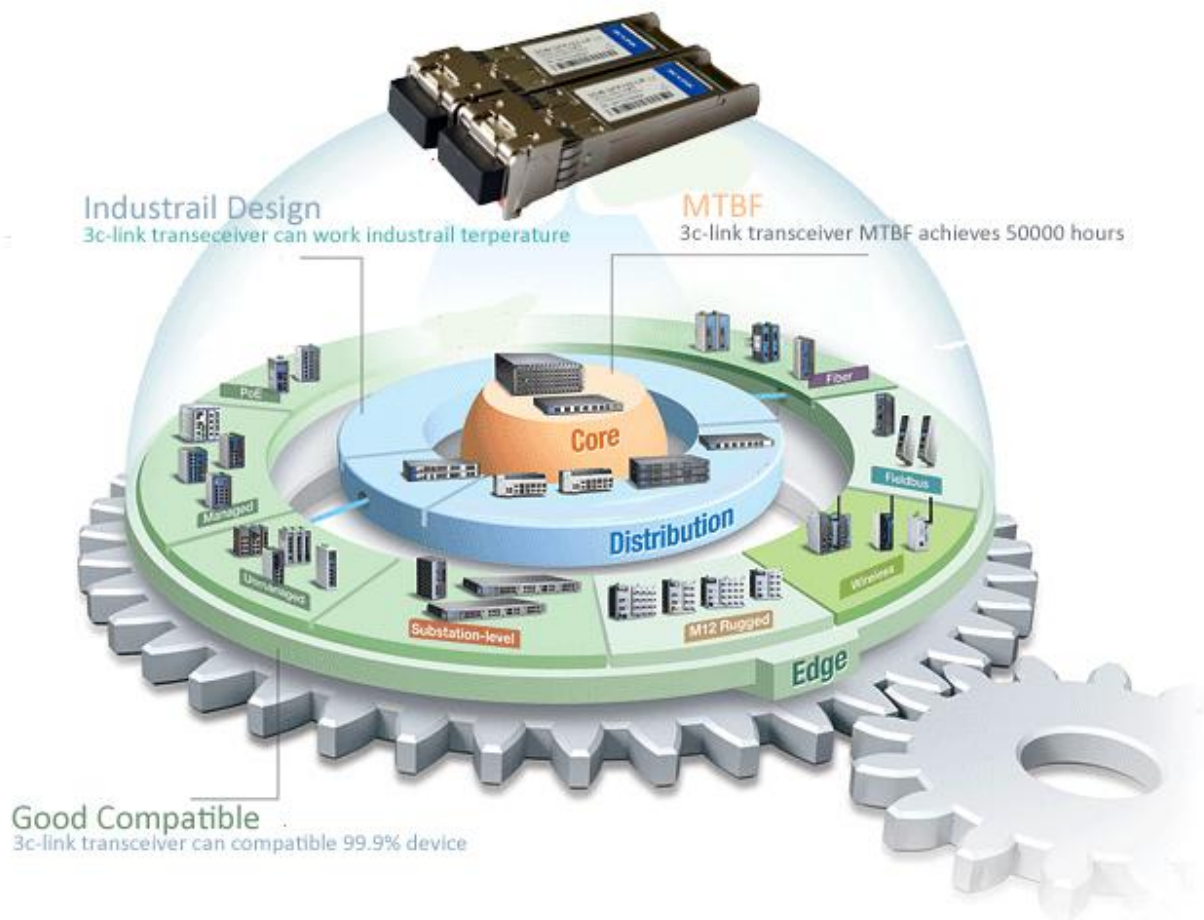 Industrail Design
3c-link transeceiver can work industrail terperature
MTBF
3c-link transceiver MTBF achieves 50000 hours
PoE
Fiber
Core
Fieldbus
Managed
Distribution
Wireless
Unmanaged
Substation-level
M12 Rugged
Edge
Good Compatible
3c-link transceiver can compatible 99.9% device